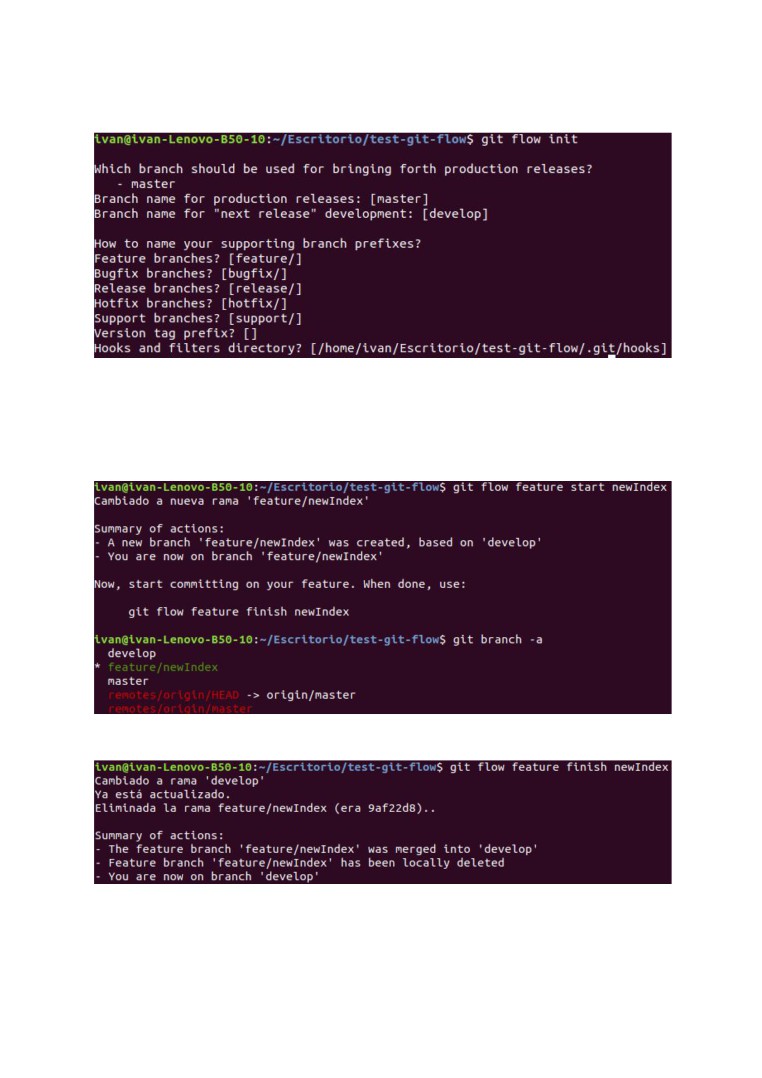 ivan@ivan-Lenovo-B50-10:~/Escritorio/test-git-flow$ git flow init
Which branch should be used for bringing forth production releases?
- master
Branch name for production releases: [master]
Branch name for "next release" development: [develop]
How to name your supporting branch prefixes?
Feature branches? [feature/]
Bugfix branches? [bugfix/]
Release branches? [release/]
Hotfix branches? [hotfix/]
Support branches? [support/]
Version tag prefix? []
Hooks and filters directory? [/home/ivan/Escritorio/test-git-flow/.git/hooks]
ivan@ivan-Lenovo-B50-10:~/Escritorio/test-git-flow$ git flow feature start newIndex
Cambiado a nueva rama 'feature/newIndex'
Summary of actions:
- A new branch 'feature/newIndex' was created, based on 'develop'
- You are now on branch 'feature/newIndex'
Now, start committing on your feature. When done, use:
git flow feature finish newIndex
ivan@ivan-Lenovo-B50-10:~/Escritorio/test-git-flow$ git branch -a
develop
* feature/newIndex
master
remotes/origin/HEAD -> origin/master
remotes/origin/master
ivan@ivan-Lenovo-B50-10:~/Escritorio/test-git-flow$ git flow feature finish newIndex
Cambiado a rama 'develop'
Ya está actualizado.
Eliminada la rama feature/newIndex (era 9af22d8)..
Summary of actions:
- The feature branch 'feature/newIndex' was merged into 'develop'
- Feature branch 'feature/newIndex' has been locally deleted
- You are now on branch 'develop'